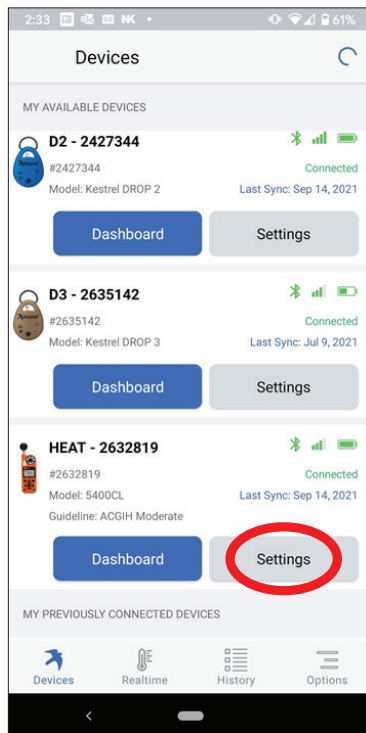 2:33 NK 61%
Devices
MY AVAILABLE DEVICES
D2 - 2427344
#2427344 Connected
Model: Kestrel DROP 2 Last Sync: Sep 14, 2021
Dashboard Settings
D3 - 2635142
#2635142 Connected
Model: Kestrel DROP 3 Last Sync: Jul 9, 2021
Dashboard Settings
HEAT - 2632819
#2632819 Connected
Model: 5400CL Last Sync: Sep 14, 2021
Guideline: ACGIH Moderate
Dashboard Settings
MY PREVIOUSLY CONNECTED DEVICES
Devices Realtime History Options